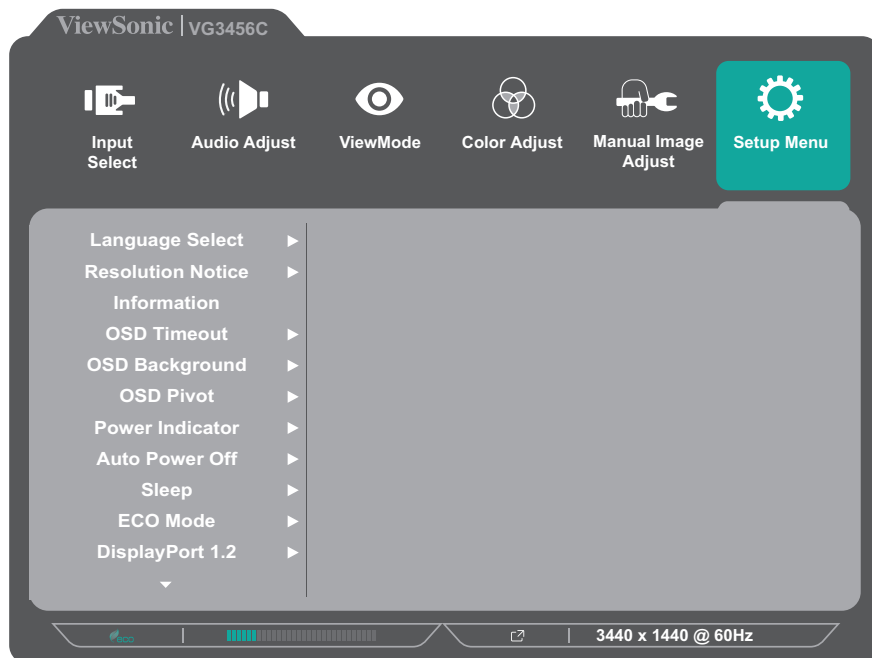 ViewSonic | VG3456C
Input
Select
Audio Adjust
ViewMode
Color Adjust
Manual Image
Adjust
Setup Menu
Language Select
Resolution Notice
Information
OSD Timeout
OSD Background
OSD Pivot
Power Indicator
Auto Power Off
Sleep
ECO Mode
DisplayPort 1.2
eco
3440 x 1440 @ 60Hz